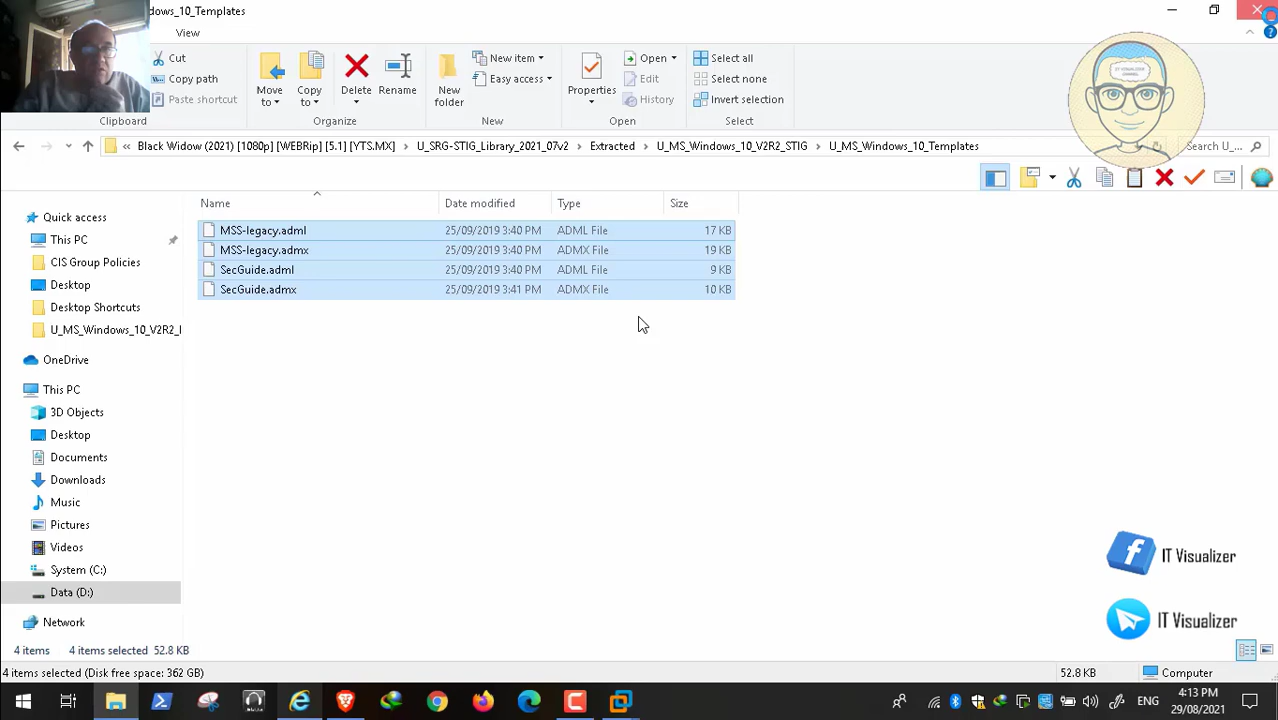 dows_10_Templates
View
Cut
Copy path
Paste shortcut
Clipboard
Move to
Copy to
Delete
Rename
Organize
New folder
New item
Easy access
New
Properties
Open
Edit
History
Open
Select all
Select none
Invert selection
Select
IT VISUALIZER
CHANNEL
« Black Widow (2021) [1080p] [WEBRip] [5.1] [YTS.MX] > U_SRG-STIG_Library_2021_07v2 > Extracted > U_MS_Windows_10_V2R2_STIG > U_MS_Windows_10_Templates
Search U_...
Name Date modified Type Size
MSS-legacy.adml 25/09/2019 3:40 PM ADML File 17 KB
MSS-legacy.admx 25/09/2019 3:40 PM ADMX File 19 KB
SecGuide.adml 25/09/2019 3:40 PM ADML File 9 KB
SecGuide.admx 25/09/2019 3:41 PM ADMX File 10 KB
Quick access
This PC
CIS Group Policies
Desktop
Desktop Shortcuts
U_MS_Windows_10_V2R2_
OneDrive
This PC
3D Objects
Desktop
Documents
Downloads
Music
Pictures
Videos
System (C:)
Data (D:)
Network
IT Visualizer
IT Visualizer
4 items 4 items selected 52.8 KB
4 items selected (Disk free space: 362 GB) 52.8 KB Computer
ENG
4:13 PM
29/08/2021